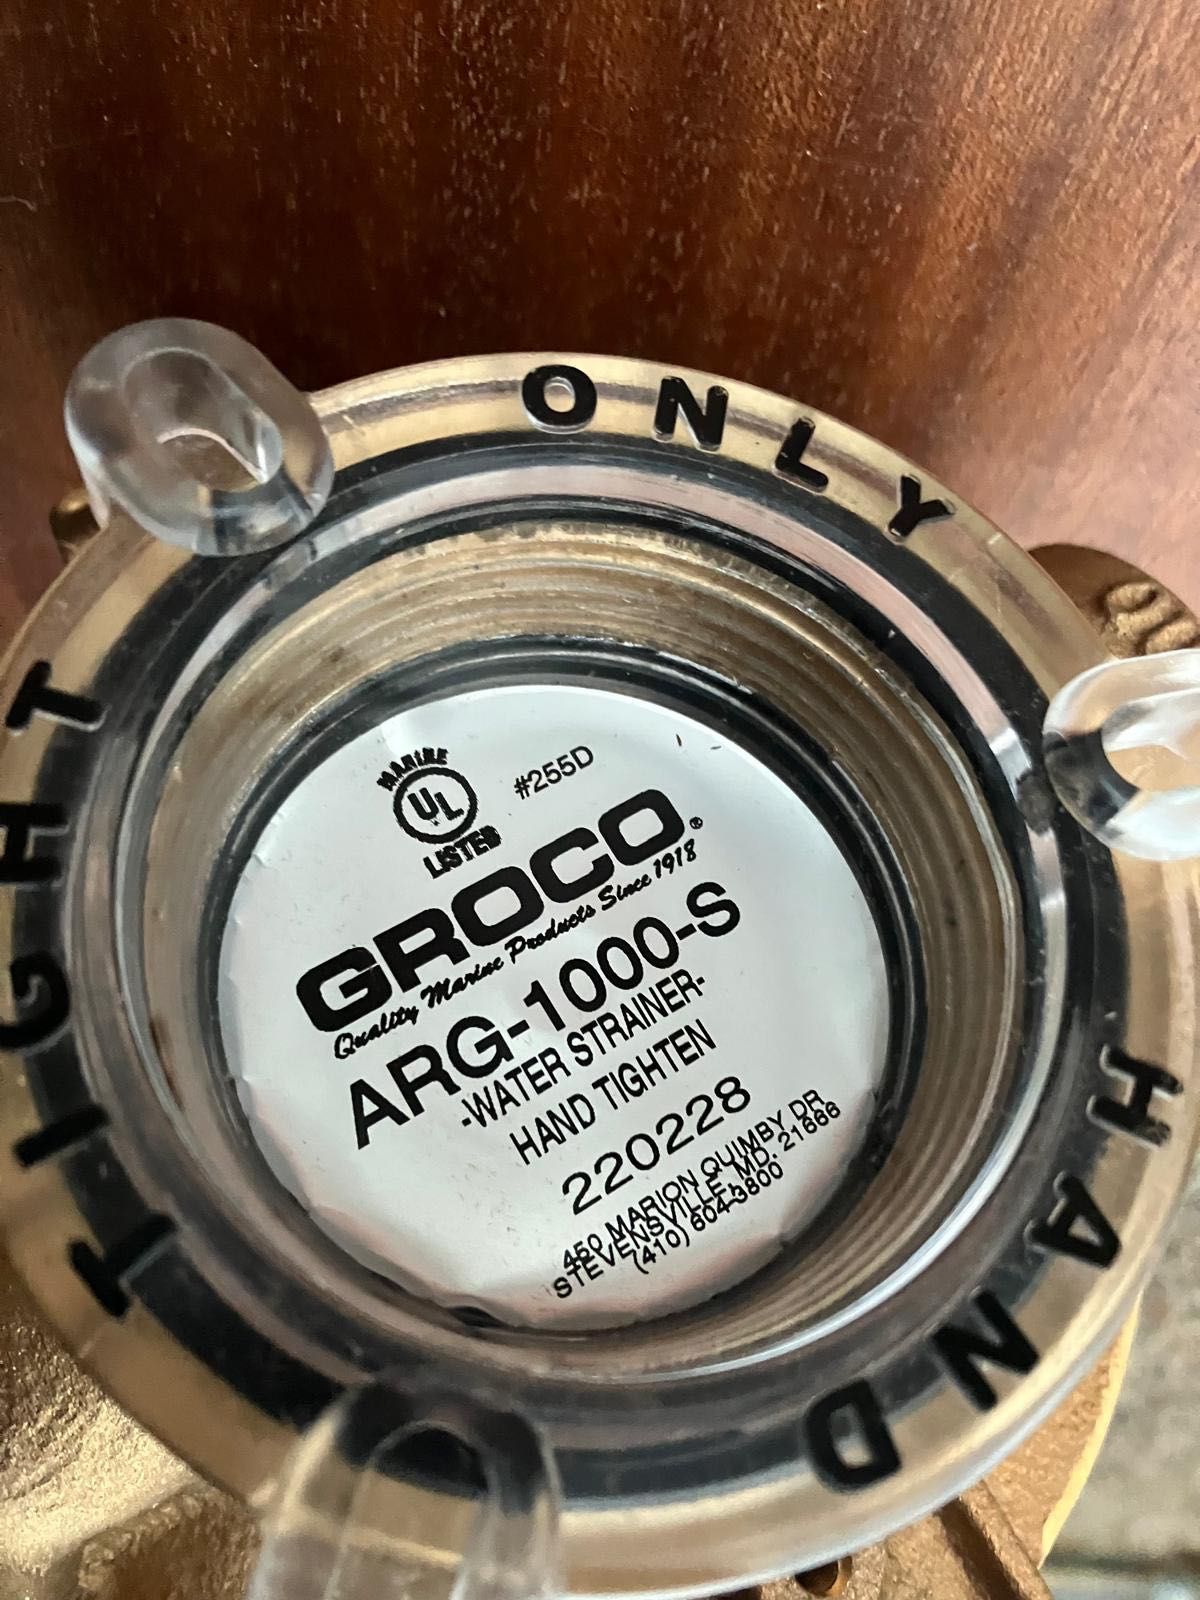 HAND TIGHT ONLY
MARINE
UL
LISTED
#255D
GROCO®
Quality Marine Products Since 1918
ARG-1000-S
-WATER STRAINER-
HAND TIGHTEN
220228
450 MARION QUIMBY DR
STEVENSVILLE, MD. 21666
(410) 604-3800